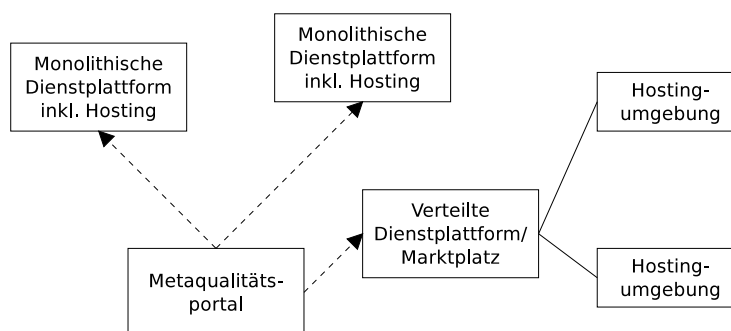 Monolithische
Dienstplattform
inkl. Hosting
Monolithische
Dienstplattform
inkl. Hosting
Hosting-
umgebung
Verteilte
Dienstplattform/
Marktplatz
Metaqualitäts-
portal
Hosting-
umgebung